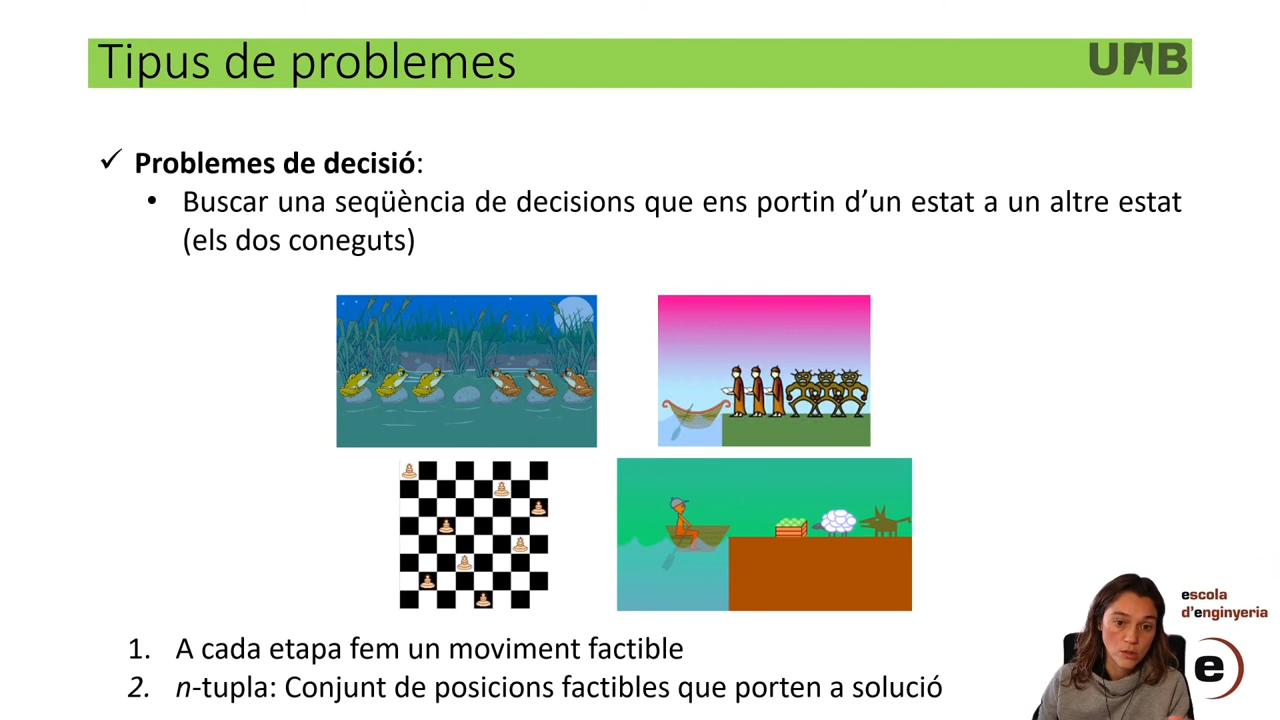 Tipus de problemes
UAB
✓ Problemes de decisió:
• Buscar una seqüència de decisions que ens portin d’un estat a un altre estat
(els dos coneguts)
1. A cada etapa fem un moviment factible
2. n-tupla: Conjunt de posicions factibles que porten a solució
escola
d’enginyeria
e